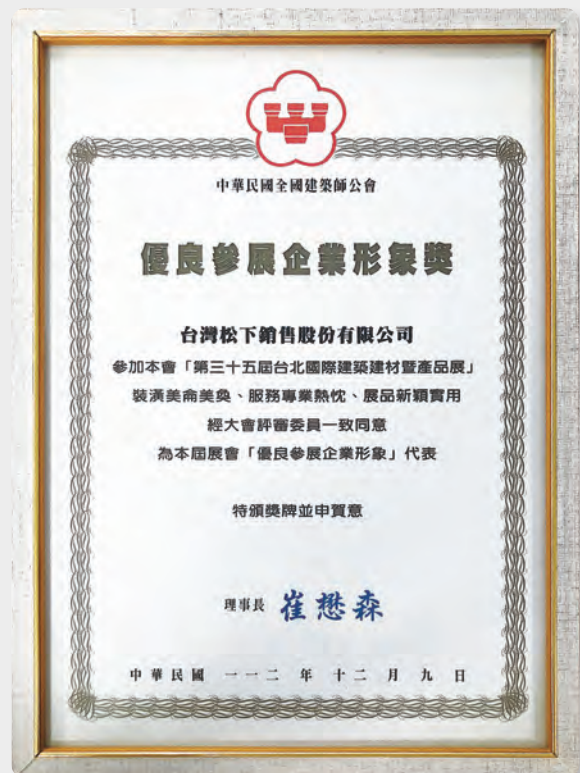 中華民國全國建築師公會
優良參展企業形象獎
台灣松下銷售股份有限公司
參加本會「第三十五屆台北國際建築建材暨產品展」
裝潢美侖美奐、服務專業熱忱、展品新穎實用
經大會評審委員一致同意
為本屆展會「優良參展企業形象」代表
特頒獎牌並申賀意
理事長 崔懋森
中華民國 一一二 年 十二 月 九 日